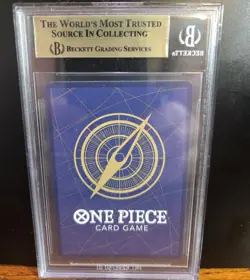 The World's Most Trusted
Source In Collecting
Beckett Grading Services
ONE PIECE
CARD GAME